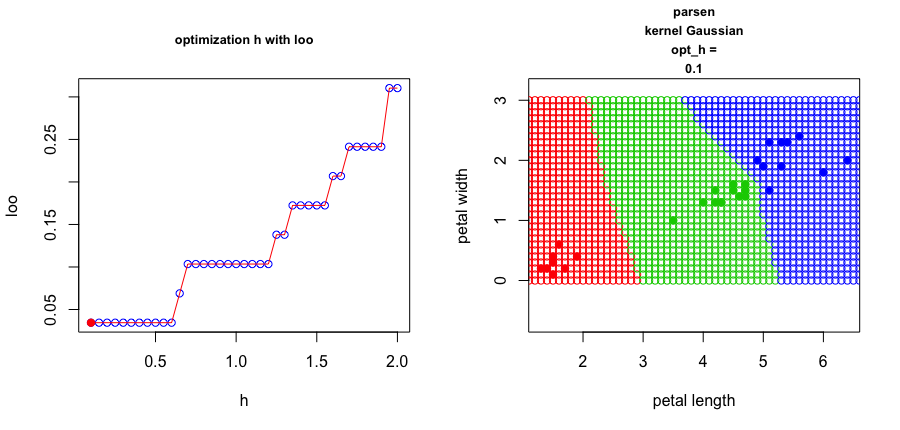 optimization h with loo
loo
0.05
0.15
0.25
0.5
1.0
1.5
2.0
h
parsen
kernel Gaussian
opt_h =
0.1
petal width
0
1
2
3
2
3
4
5
6
petal length